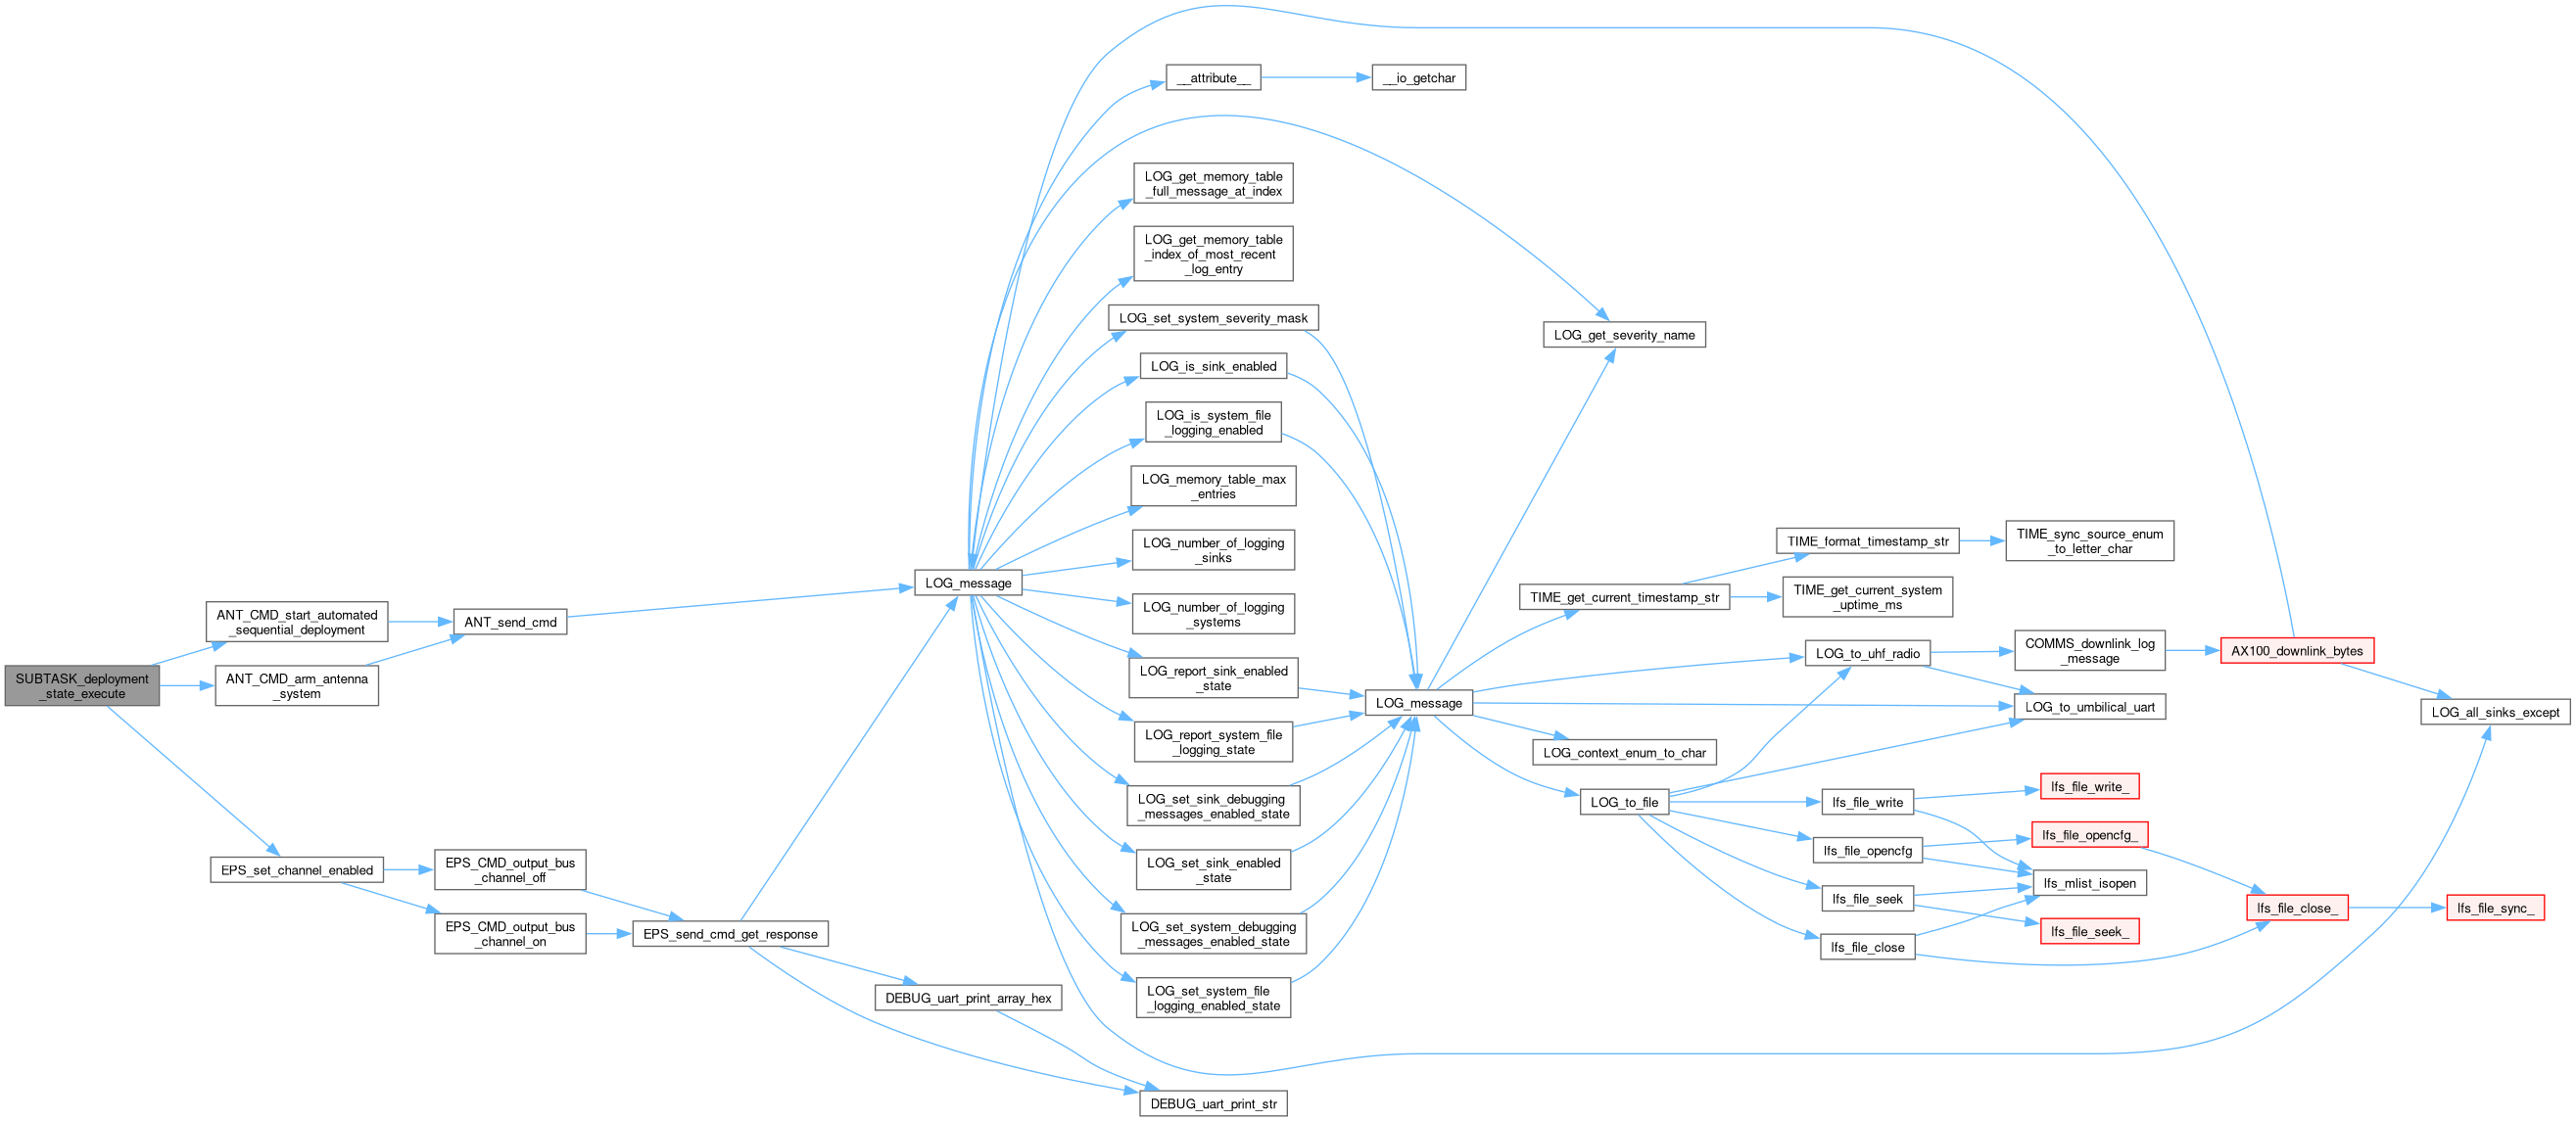 SUBTASK_deployment
_state_execute
ANT_CMD_start_automated
_sequential_deployment
ANT_CMD_arm_antenna
_system
EPS_set_channel_enabled
ANT_send_cmd
EPS_CMD_output_bus
_channel_off
EPS_CMD_output_bus
_channel_on
EPS_send_cmd_get_response
LOG_message
DEBUG_uart_print_array_hex
__attribute__
LOG_get_memory_table
_full_message_at_index
LOG_get_memory_table
_index_of_most_recent
_log_entry
LOG_set_system_severity_mask
LOG_is_sink_enabled
LOG_is_system_file
_logging_enabled
LOG_memory_table_max
_entries
LOG_number_of_logging
_sinks
LOG_number_of_logging
_systems
LOG_report_sink_enabled
_state
LOG_report_system_file
_logging_state
LOG_set_sink_debugging
_messages_enabled_state
LOG_set_sink_enabled
_state
LOG_set_system_debugging
_messages_enabled_state
LOG_set_system_file
_logging_enabled_state
DEBUG_uart_print_str
__io_getchar
LOG_message
LOG_get_severity_name
TIME_get_current_timestamp_str
LOG_context_enum_to_char
LOG_to_file
TIME_format_timestamp_str
TIME_get_current_system
_uptime_ms
LOG_to_uhf_radio
lfs_file_write
lfs_file_opencfg
lfs_file_seek
lfs_file_close
TIME_sync_source_enum
_to_letter_char
COMMS_downlink_log
_message
LOG_to_umbilical_uart
lfs_file_write_
lfs_file_opencfg_
lfs_mlist_isopen
lfs_file_seek_
AX100_downlink_bytes
lfs_file_close_
LOG_all_sinks_except
lfs_file_sync_